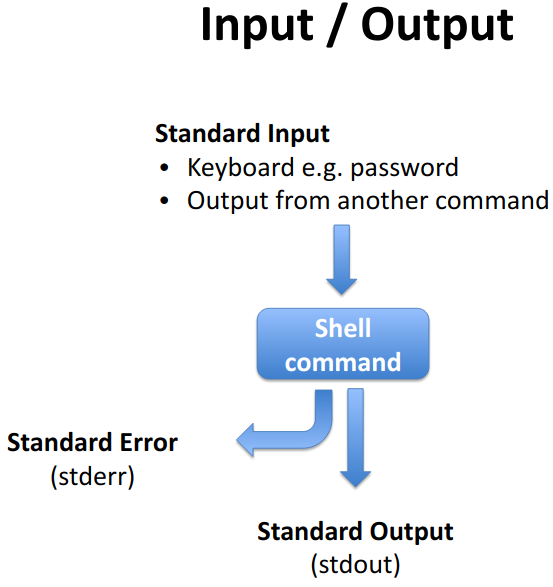 Input / Output
Standard Input
• Keyboard e.g. password
• Output from another command
Shell
command
Standard Error
(stderr)
Standard Output
(stdout)